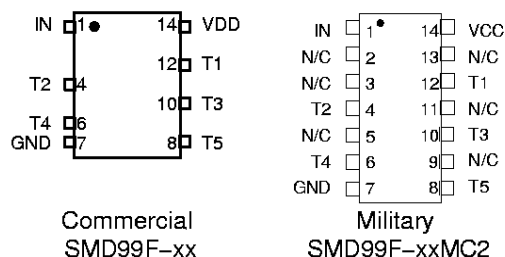 IN 1 14 VDD
12 T1
T2 4
10 T3
T4 6
GND 7 8 T5
Commercial
SMD99F-xx
IN 1 14 VCC
N/C 2 13 N/C
N/C 3 12 T1
T2 4 11 N/C
N/C 5 10 T3
T4 6 9 N/C
GND 7 8 T5
Military
SMD99F-xxMC2